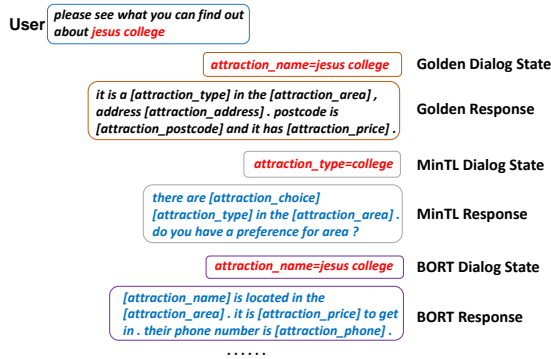 User
please see what you can find out
about jesus college
attraction_name=jesus college
Golden Dialog State
it is a [attraction_type] in the [attraction_area] ,
address [attraction_address] . postcode is
[attraction_postcode] and it has [attraction_price] .
Golden Response
attraction_type=college
MinTL Dialog State
there are [attraction_choice]
[attraction_type] in the [attraction_area] .
do you have a preference for area ?
MinTL Response
attraction_name=jesus college
BORT Dialog State
[attraction_name] is located in the
[attraction_area] . it is [attraction_price] to get
in . their phone number is [attraction_phone] .
BORT Response
......